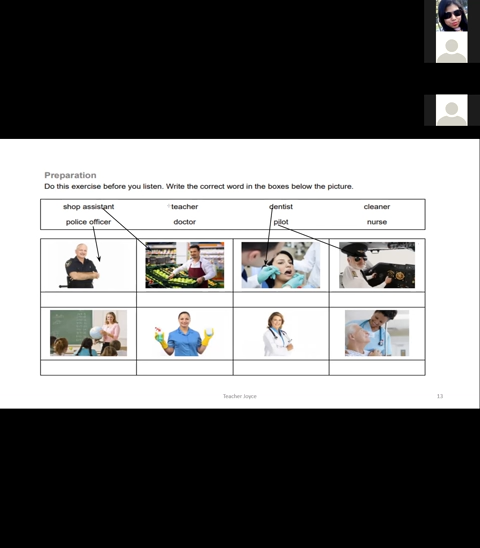 Preparation
Do this exercise before you listen. Write the correct word in the boxes below the picture.
shop assistant teacher dentist cleaner
police officer doctor pilot nurse
Teacher Joyce 13